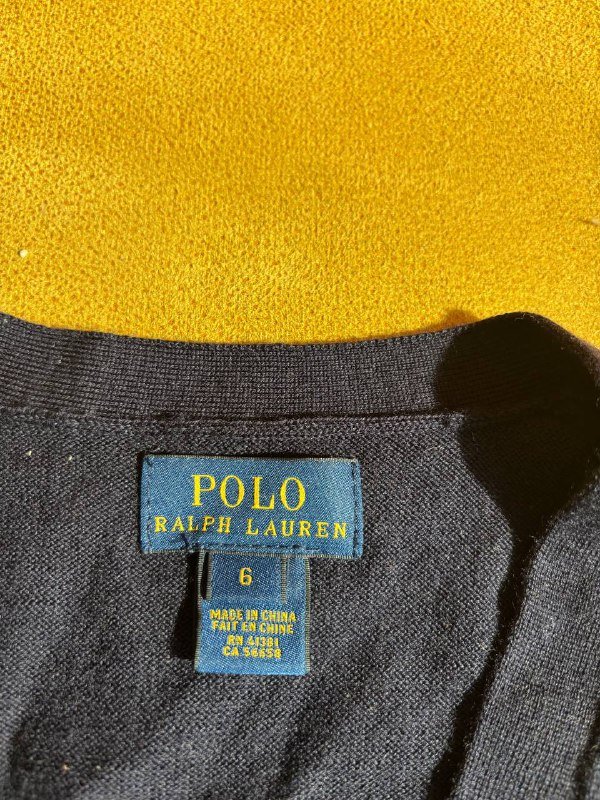 POLO
RALPH LAUREN
6
MADE IN CHINA
FAIT EN CHINE
RN 41381
CA 56658